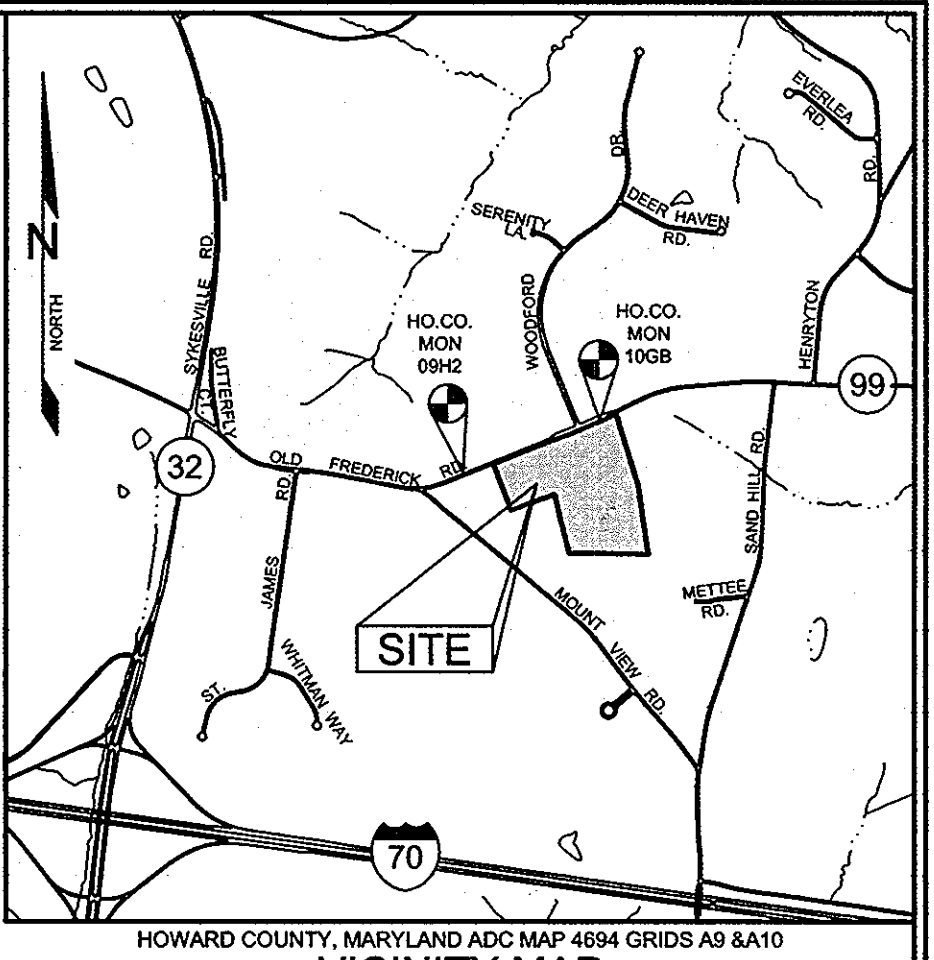 EVERLEA
RD.
DR.
RD.
DEER HAVEN
RD.
SERENITY
LA.
N
NORTH
SYKESVILLE RD.
HO.CO.
MON
09H2
WOODFORD
HO.CO.
MON
10GB
HENRYTON
BUTTERFLY
CT.
99
32
OLD FREDERICK RD.
RD.
JAMES
ST.
SAND HILL RD.
METTEE
RD.
MOUNT VIEW RD.
SITE
WHITMAN WAY
70
HOWARD COUNTY, MARYLAND ADC MAP 4694 GRIDS A9 &A10
VICINITY MAP